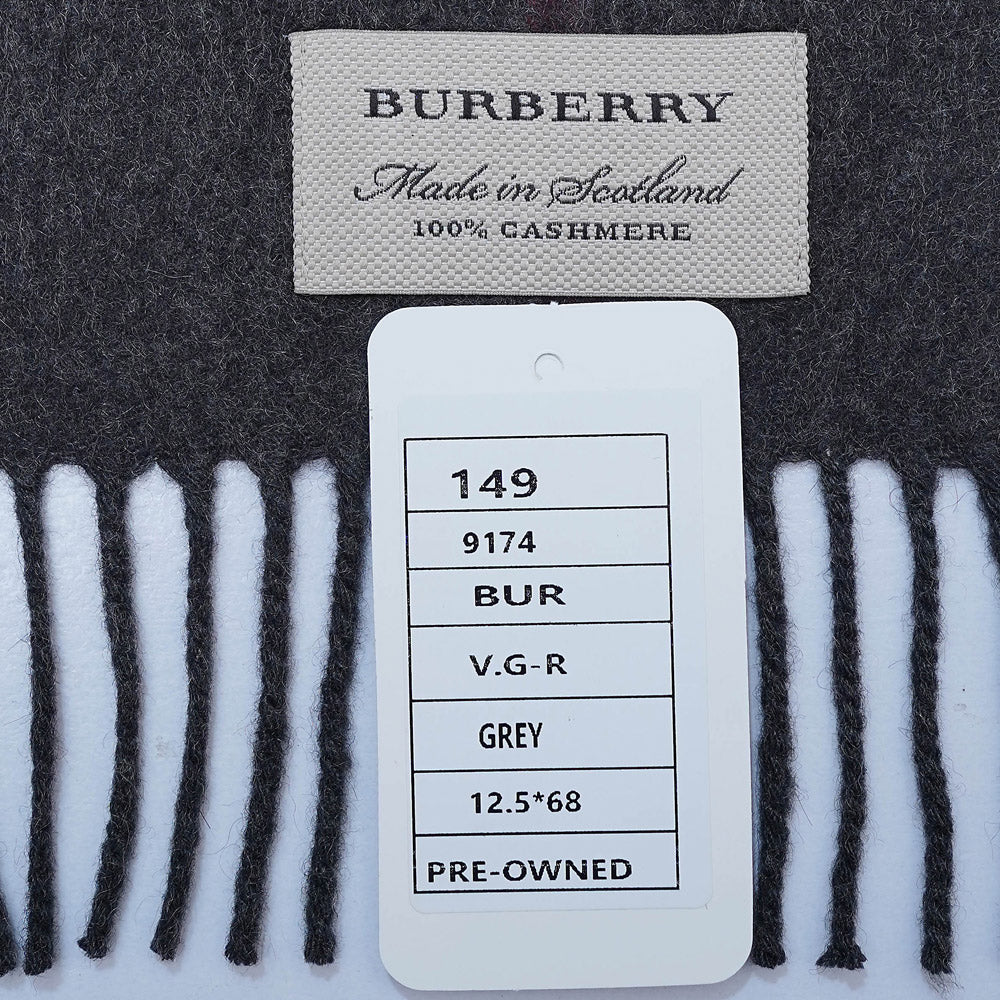 BURBERRY
Made in Scotland
100% CASHMERE
149
9174
BUR
V.G-R
GREY
12.5*68
PRE-OWNED